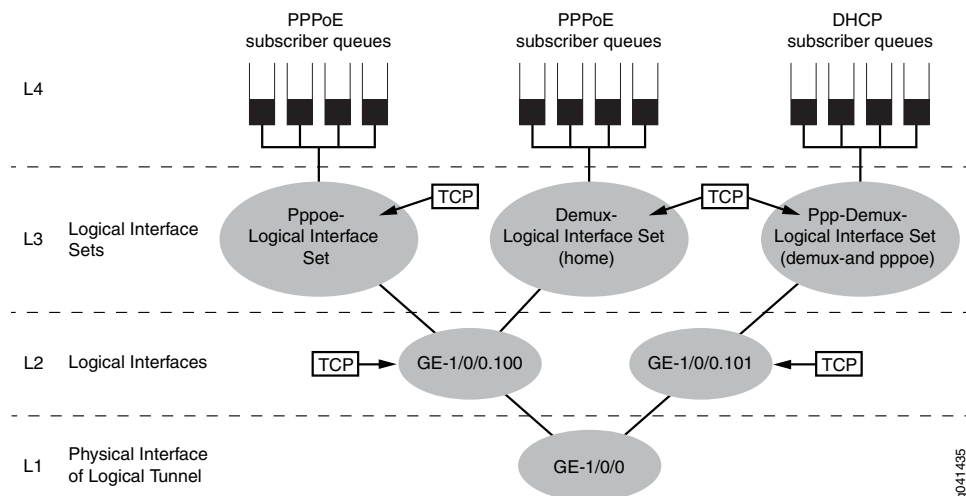 PPPoE
subscriber queues
PPPoE
subscriber queues
DHCP
subscriber queues
L4
L3
Logical Interface
Sets
Pppoe-
Logical Interface
Set
TCP
Demux-
Logical Interface Set
(home)
TCP
Ppp-Demux-
Logical Interface Set
(demux-and pppoe)
L2
Logical Interfaces
TCP
GE-1/0/0.100
GE-1/0/0.101
TCP
L1
Physical Interface
of Logical Tunnel
GE-1/0/0
g041435